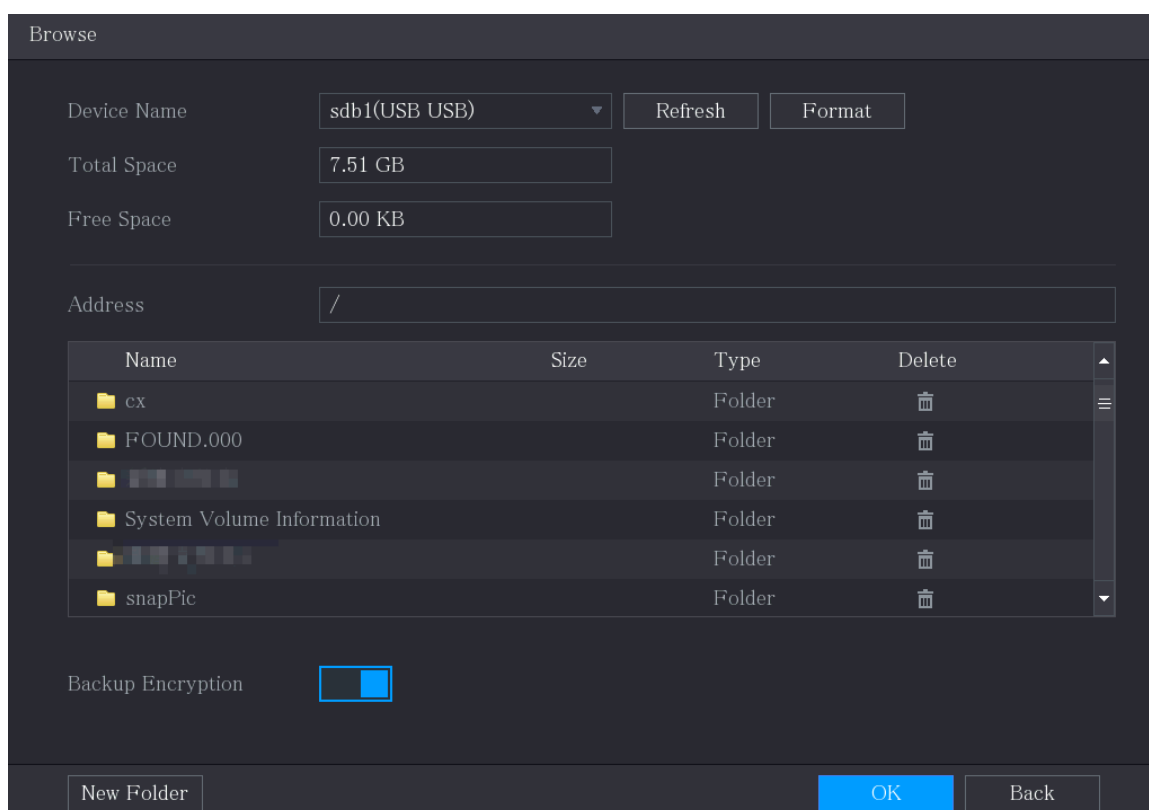 Browse
Device Name sdb1(USB USB) Refresh Format
Total Space 7.51 GB
Free Space 0.00 KB
Address /
Name Size Type Delete
cx Folder
FOUND.000 Folder
Folder
System Volume Information Folder
Folder
snapPic Folder
Backup Encryption
New Folder OK Back